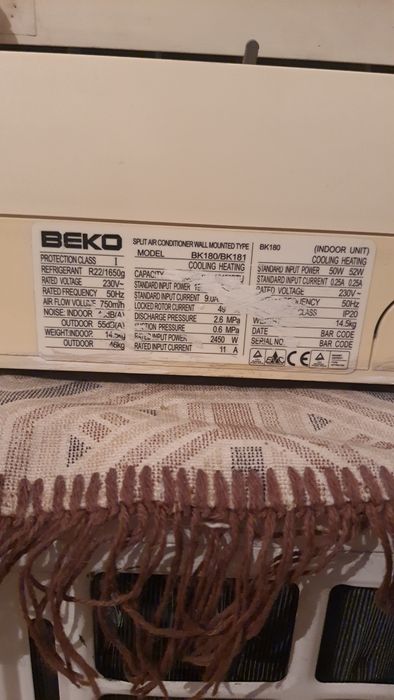 BEKO
SPLIT AIR CONDITIONER WALL MOUNTED TYPE
MODEL BK180/BK181
COOLING HEATING
PROTECTION CLASS I
REFRIGERANT R22/1650g
RATED VOLTAGE 230V~
RATED FREQUENCY 50Hz
AIR FLOW 750m/h
NOISE: INDOOR
OUTDOOR 55dB(A)
WEIGHT:INDOOR 14.5kg
OUTDOOR
CAPACITY
STANDARD INPUT POWER
STANDARD INPUT CURRENT
LOCKED ROTOR CURRENT
DISCHARGE PRESSURE 2.6 MPa
PRESSURE 0.6 MPa
RATED INPUT POWER 2450 W
RATED INPUT CURRENT 11 A
BK180 (INDOOR UNIT)
COOLING HEATING
STANDARD INPUT POWER 50W 52W
STANDARD INPUT CURRENT 0.25A 0.25A
RATED VOLTAGE 230V~
50Hz
CLASS IP20
14.5kg
DATE BAR CODE
SERIAL NO. BAR CODE
CE